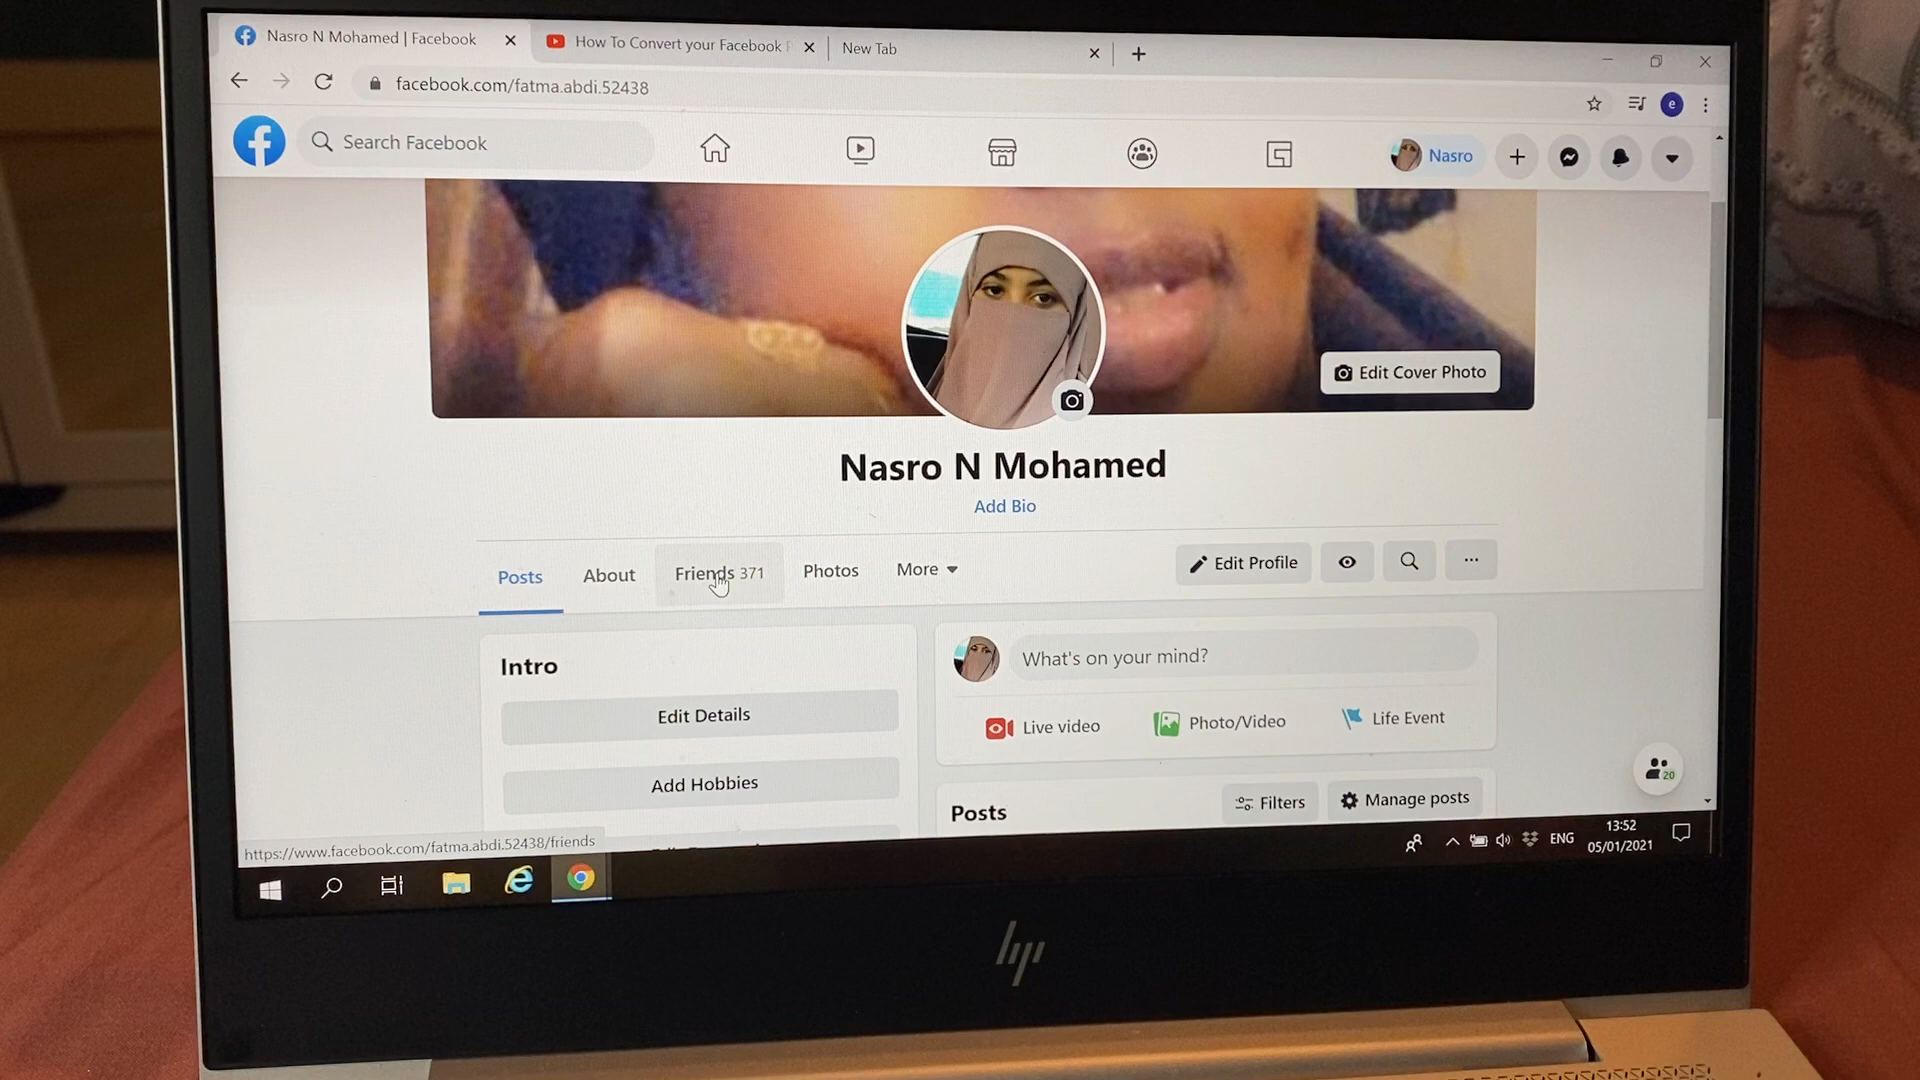 Nasro N Mohamed | Facebook
How To Convert your Facebook
New Tab
facebook.com/fatma.abdi.52438
e
Search Facebook
Nasro
Edit Cover Photo
Nasro N Mohamed
Add Bio
Posts
About
Friends 371
Photos
More
Edit Profile
Intro
Edit Details
Add Hobbies
What's on your mind?
Live video
Photo/Video
Life Event
Posts
Filters
Manage posts
20
https://www.facebook.com/fatma.abdi.52438/friends
ENG
13:52
05/01/2021
hp